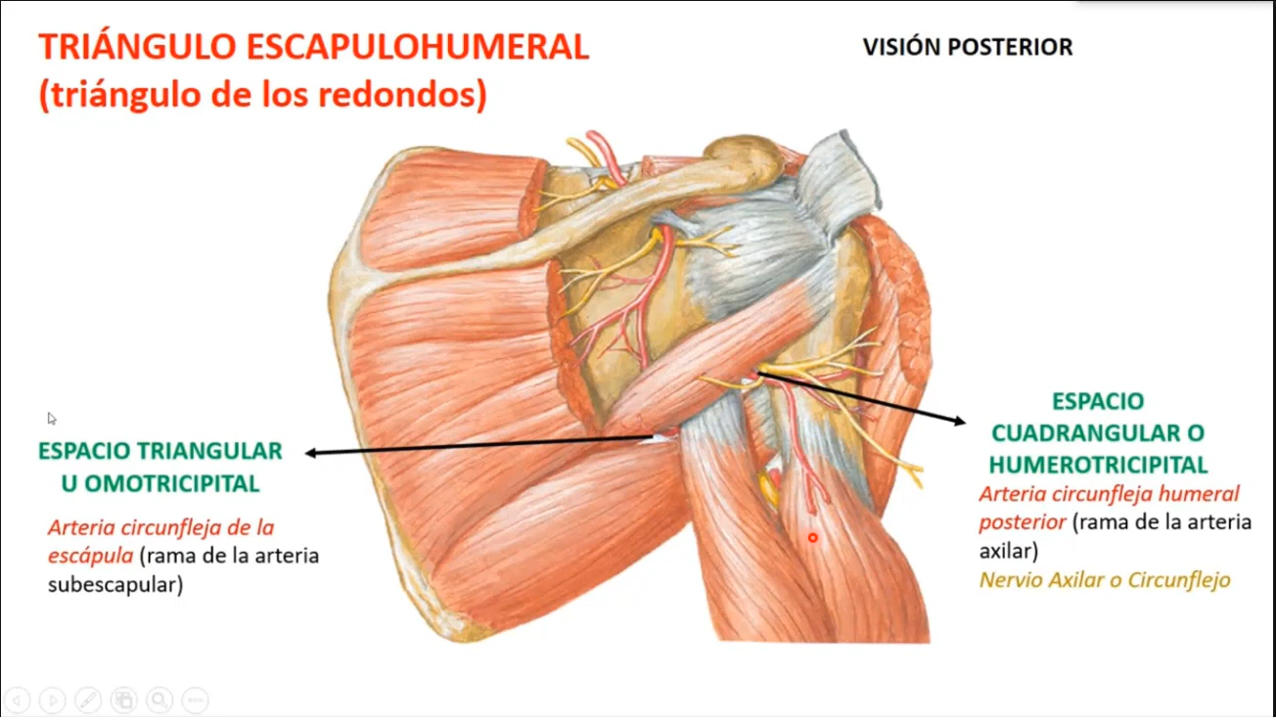 TRIÁNGULO ESCAPULOHUMERAL
(triángulo de los redondos)
VISIÓN POSTERIOR
ESPACIO TRIANGULAR
U OMOTRICIPITAL
Arteria circunfleja de la
escápula (rama de la arteria
subescapular)
ESPACIO
CUADRANGULAR O
HUMEROTRICIPITAL
Arteria circunfleja humeral
posterior (rama de la arteria
axilar)
Nervio Axilar o Circunflejo